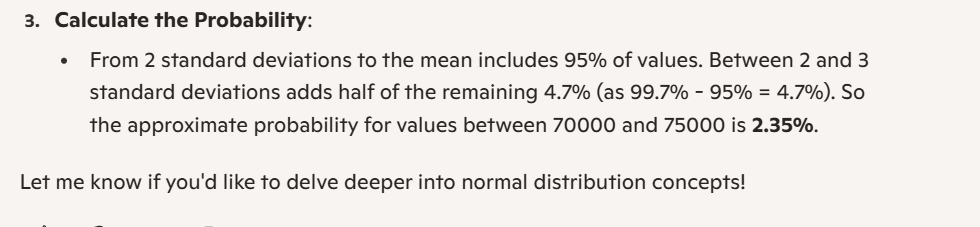 3. Calculate the Probability:
• From 2 standard deviations to the mean includes 95% of values. Between 2 and 3
standard deviations adds half of the remaining 4.7% (as 99.7% - 95% = 4.7%). So
the approximate probability for values between 70000 and 75000 is 2.35%.
Let me know if you'd like to delve deeper into normal distribution concepts!